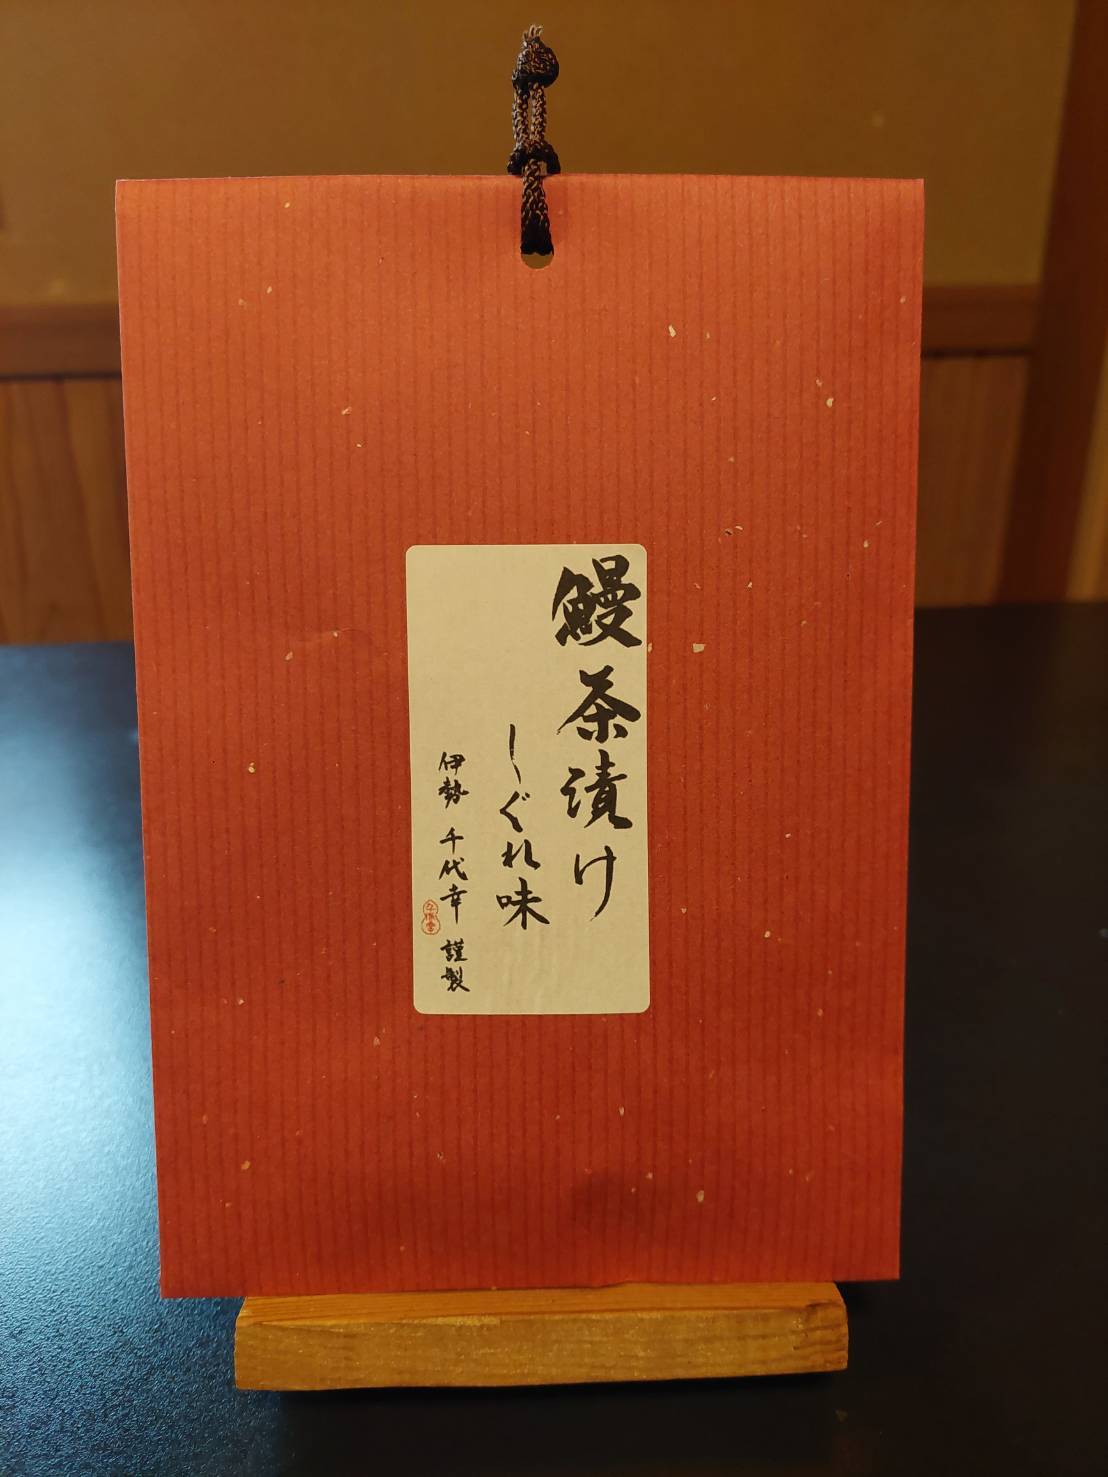 鰻茶漬け
しぐれ味
伊勢 千代幸 謹製